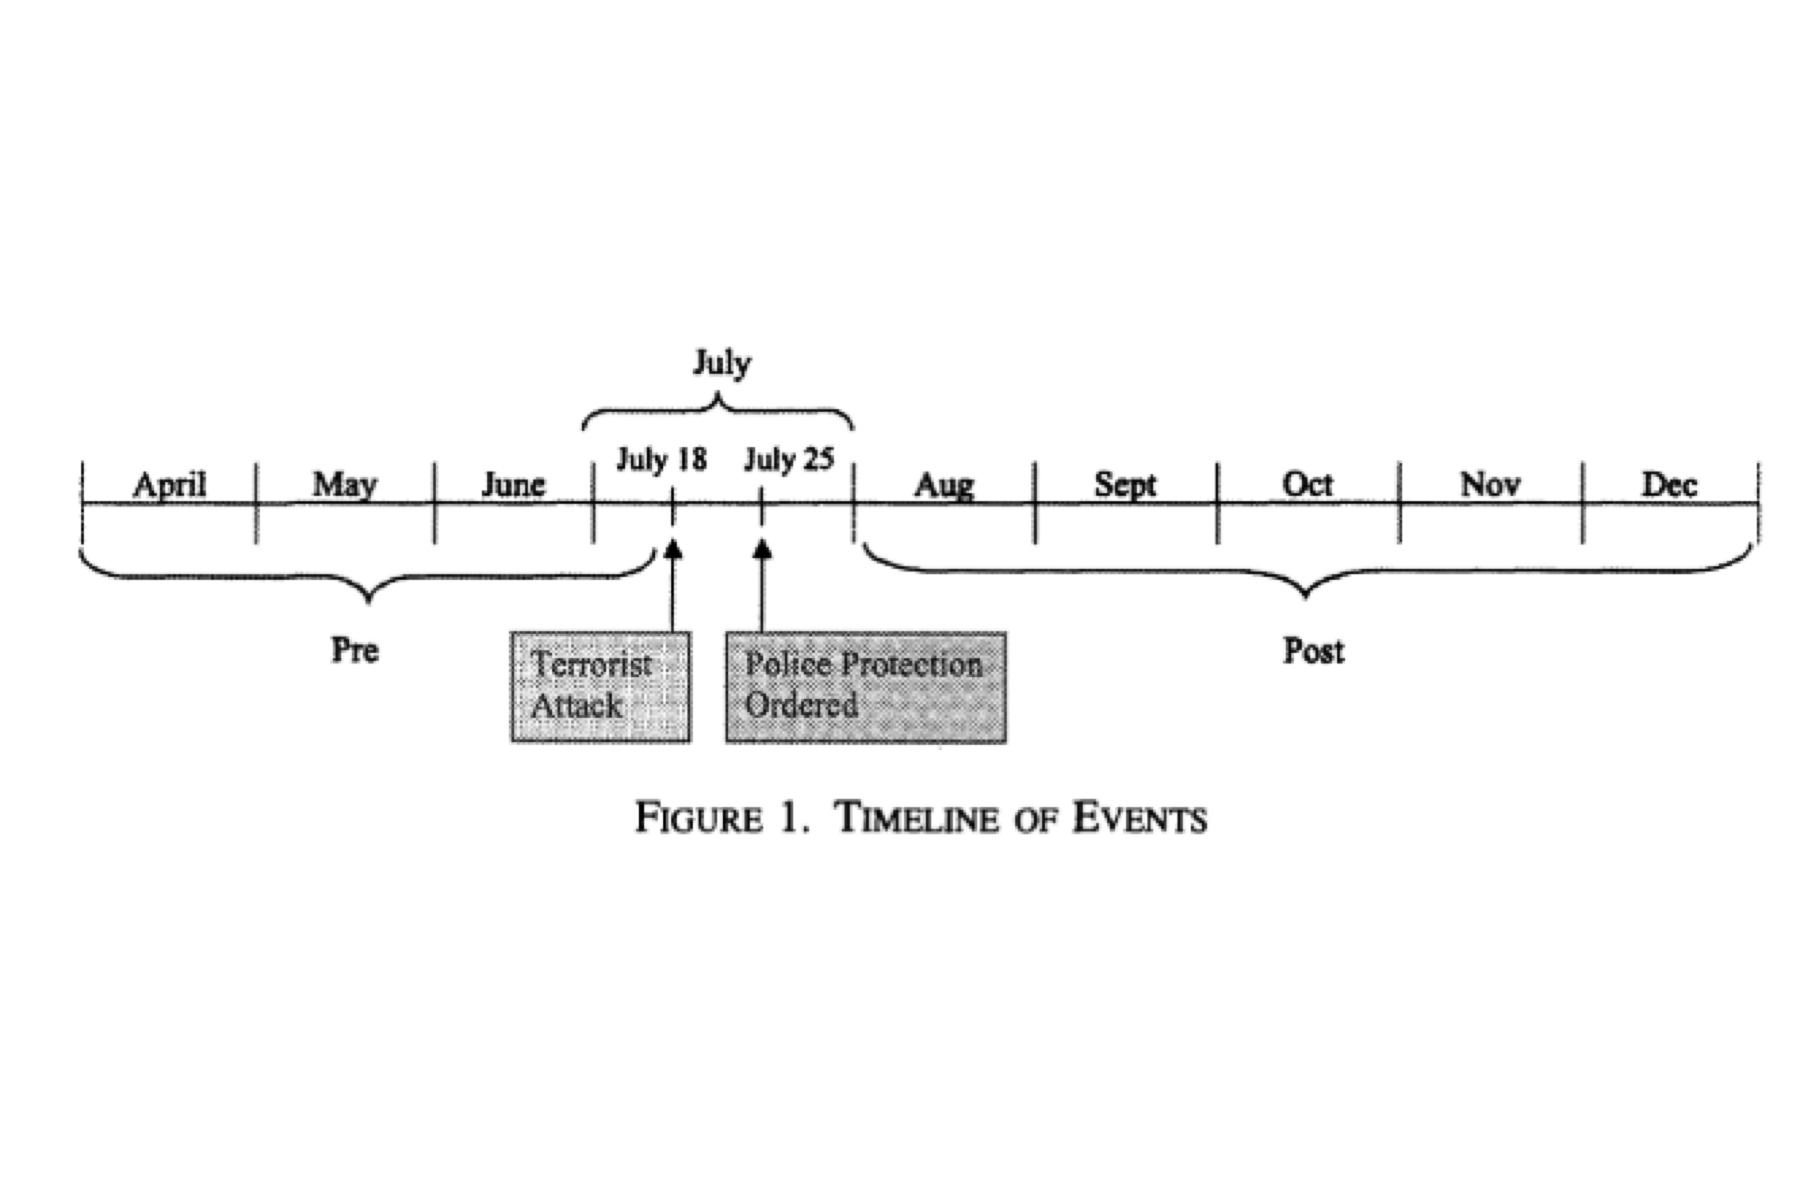 July
July 18 July 25
April May June Aug Sept Oct Nov Dec
Pre Post
Terrorist
Attack
Police Protection
Ordered
FIGURE 1. TIMELINE OF EVENTS